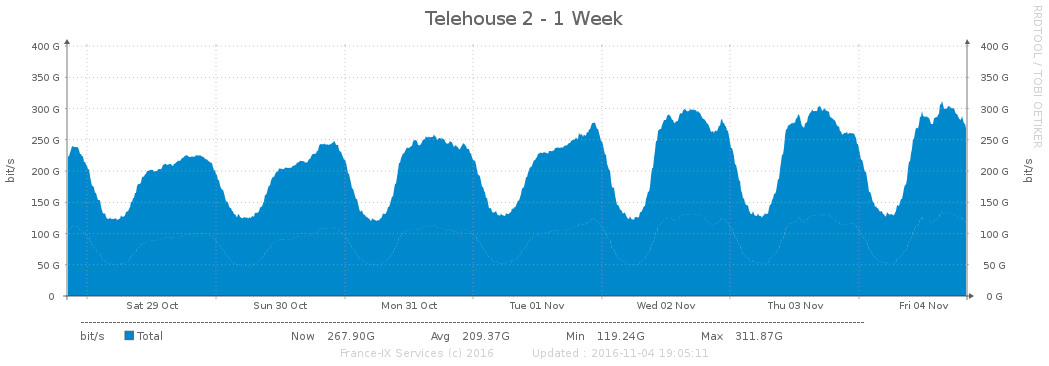 Telehouse 2 - 1 Week
RRDTOOL / TOBI OETIKER
400 G 400 G
350 G 350 G
300 G 300 G
250 G 250 G
200 G 200 G
150 G 150 G
100 G 100 G
50 G 50 G
0 0 G
bit/s bit/s
Sat 29 Oct Sun 30 Oct Mon 31 Oct Tue 01 Nov Wed 02 Nov Thu 03 Nov Fri 04 Nov
bit/s Total Now 267.90G Avg 209.37G Min 119.24G Max 311.87G
France-IX Services (c) 2016 Updated : 2016-11-04 19:05:11